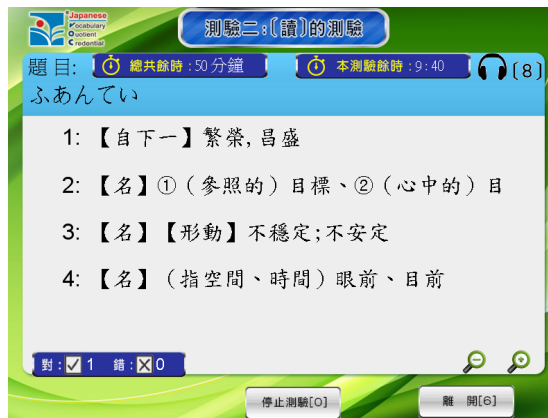 Japanese
Vocabulary
Quotient
Credential
測驗二:〔讀〕的測驗
題目:
總共餘時:50分鐘
本測驗餘時:9:40
(8)
ふあんてい
1: 【自下一】繁榮,昌盛
2: 【名】①（參照的）目標、②（心中的）目
3: 【名】【形動】不穩定;不安定
4: 【名】（指空間、時間）眼前、目前
對:1 錯:0
停止測驗[O]
離 開[6]